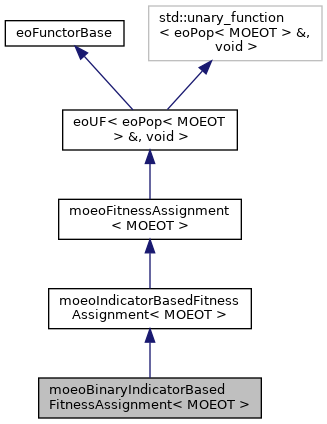 eoFunctorBase
std::unary_function
< eoPop< MOEOT > &,
void >
eoUF< eoPop< MOEOT
> &, void >
moeoFitnessAssignment
< MOEOT >
moeoIndicatorBasedFitness
Assignment< MOEOT >
moeoBinaryIndicatorBased
FitnessAssignment< MOEOT >